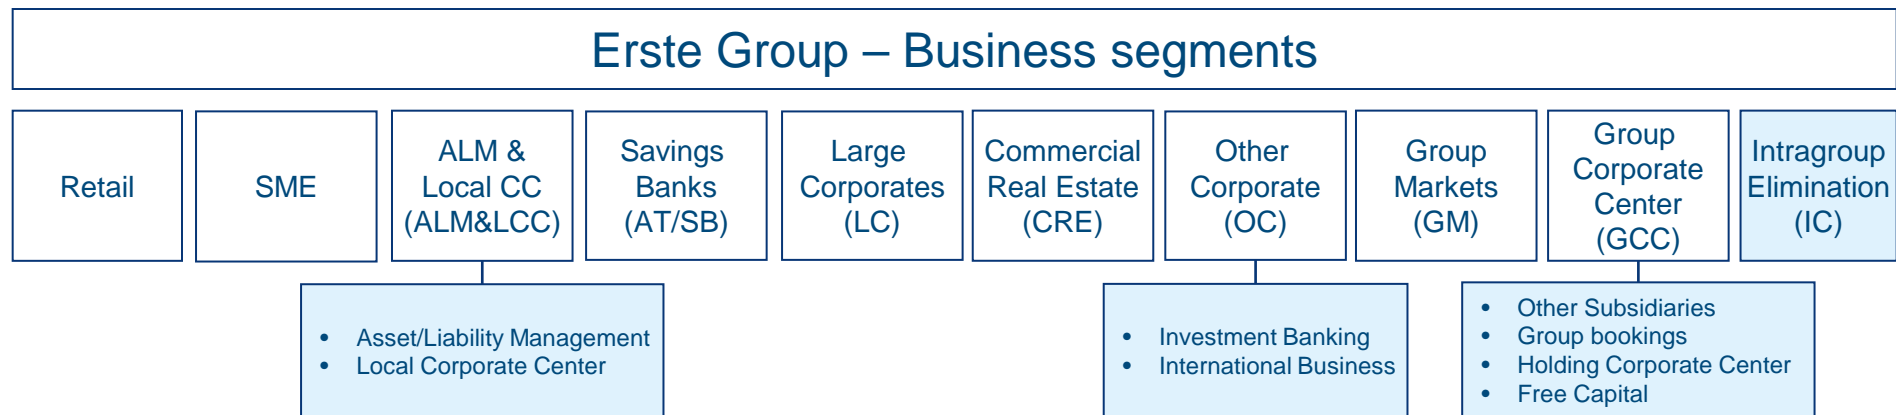 Erste Group – Business segments
Retail
SME
ALM &
Local CC
(ALM&LCC)
Savings
Banks
(AT/SB)
Large
Corporates
(LC)
Commercial
Real Estate
(CRE)
Other
Corporate
(OC)
Group
Markets
(GM)
Group
Corporate
Center
(GCC)
Intragroup
Elimination
(IC)
• Asset/Liability Management
• Local Corporate Center
• Investment Banking
• International Business
• Other Subsidiaries
• Group bookings
• Holding Corporate Center
• Free Capital